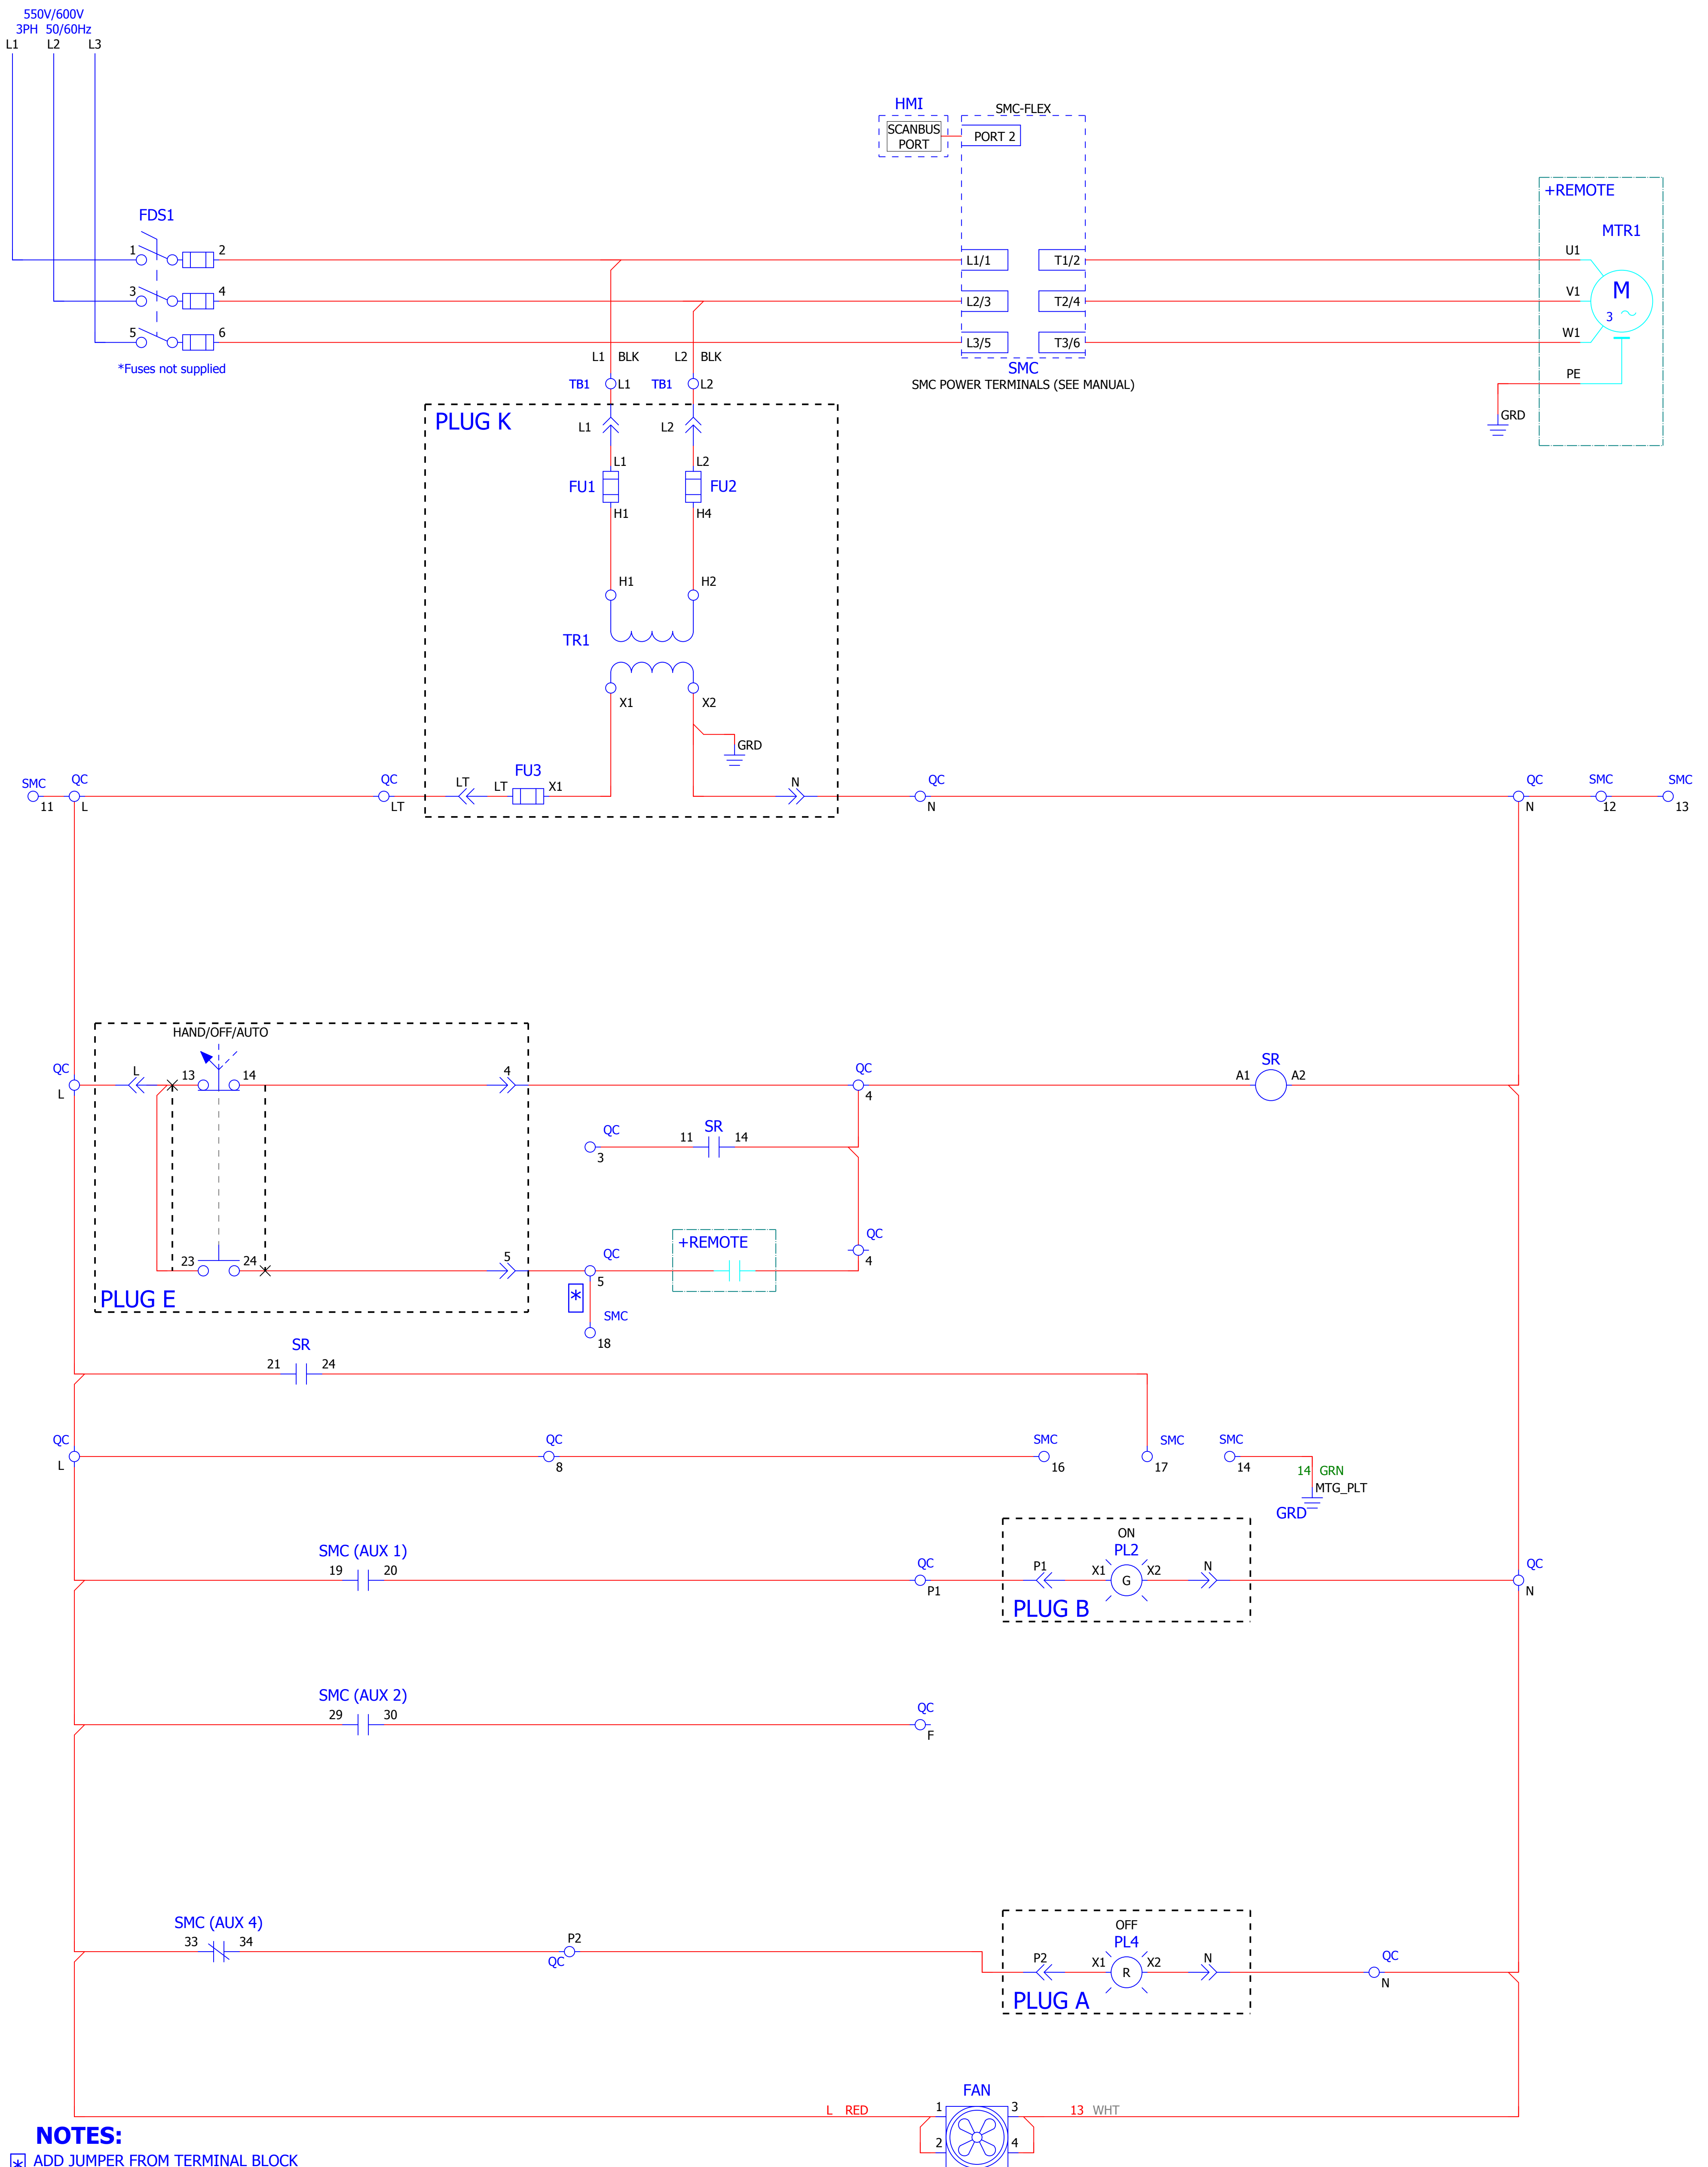 550V/600V
3PH 50/60Hz
L1 L2 L3
HMI
SCANBUS
PORT
SMC-FLEX
PORT 2
+REMOTE
MTR1
FDS1
1 2
3 4
5 6
*Fuses not supplied
L1/1 T1/2
L2/3 T2/4
L3/5 T3/6
SMC
SMC POWER TERMINALS (SEE MANUAL)
U1
V1
W1
PE
M
3
GRD
L1 BLK L2 BLK
TB1 L1 TB1 L2
PLUG K
L1 L2
L1 L2
FU1 FU2
H1 H4
H1 H2
TR1
X1 X2
GRD
SMC QC QC LT LT FU3 X1 N QC QC SMC SMC
11 L LT N N 12 13
HAND/OFF/AUTO
QC L 13 14 4 QC A1 SR A2
L 4
QC 11 SR 14
3
+REMOTE
23 24 5 QC QC
5 4
PLUG E
*
SMC
18
SR
21 24
QC QC SMC SMC SMC
L 8 16 17 14
14 GRN
MTG_PLT
GRD
SMC (AUX 1)
19 20
QC
P1
ON
PL2
P1 X1 G X2 N
PLUG B
QC
N
SMC (AUX 2)
29 30
QC
F
SMC (AUX 4)
33 34
P2
QC
OFF
PL4
P2 X1 R X2 N
PLUG A
QC
N
FAN
L RED 1 3 13 WHT
2 4
NOTES:
* ADD JUMPER FROM TERMINAL BLOCK